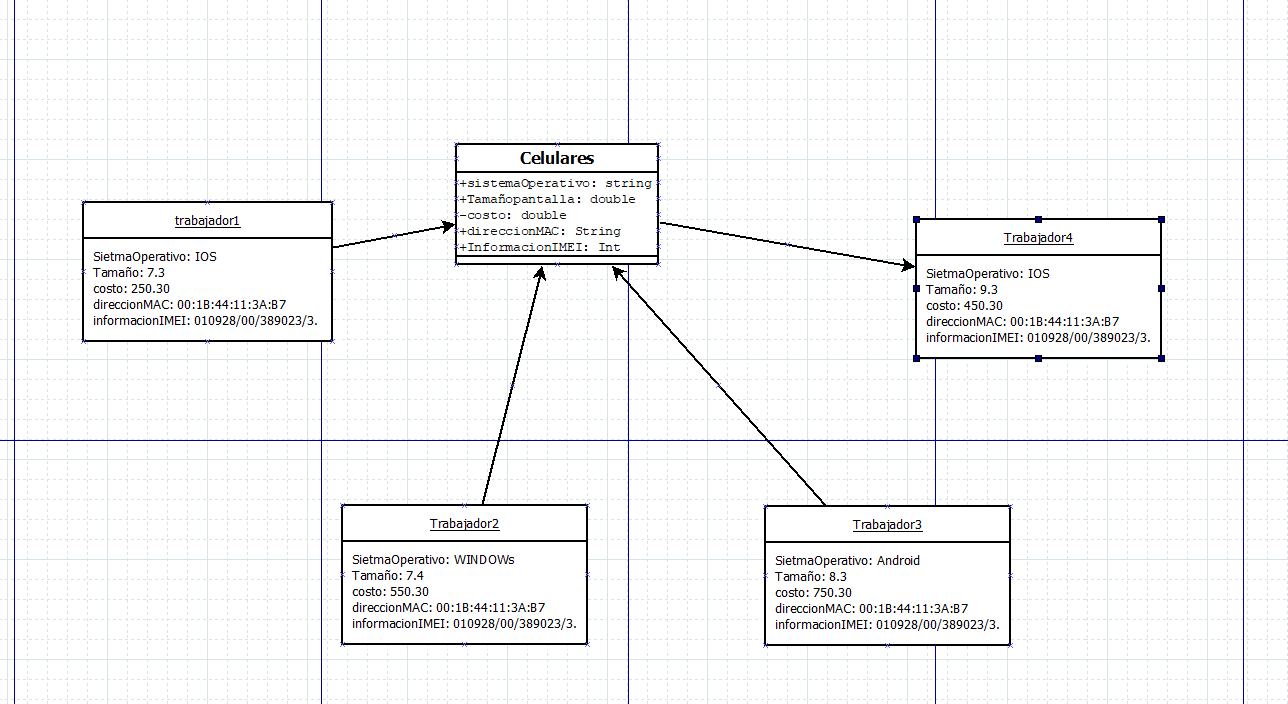 Celulares
+sistemaOperativo: string
+Tamañopantalla: double
-costo: double
+direccionMAC: String
+InformacionIMEI: Int
trabajador1
SietmaOperativo: IOS
Tamaño: 7.3
costo: 250.30
direccionMAC: 00:1B:44:11:3A:B7
informacionIMEI: 010928/00/389023/3.
Trabajador4
SietmaOperativo: IOS
Tamaño: 9.3
costo: 450.30
direccionMAC: 00:1B:44:11:3A:B7
informacionIMEI: 010928/00/389023/3.
Trabajador2
SietmaOperativo: WINDOWs
Tamaño: 7.4
costo: 550.30
direccionMAC: 00:1B:44:11:3A:B7
informacionIMEI: 010928/00/389023/3.
Trabajador3
SietmaOperativo: Android
Tamaño: 8.3
costo: 750.30
direccionMAC: 00:1B:44:11:3A:B7
informacionIMEI: 010928/00/389023/3.